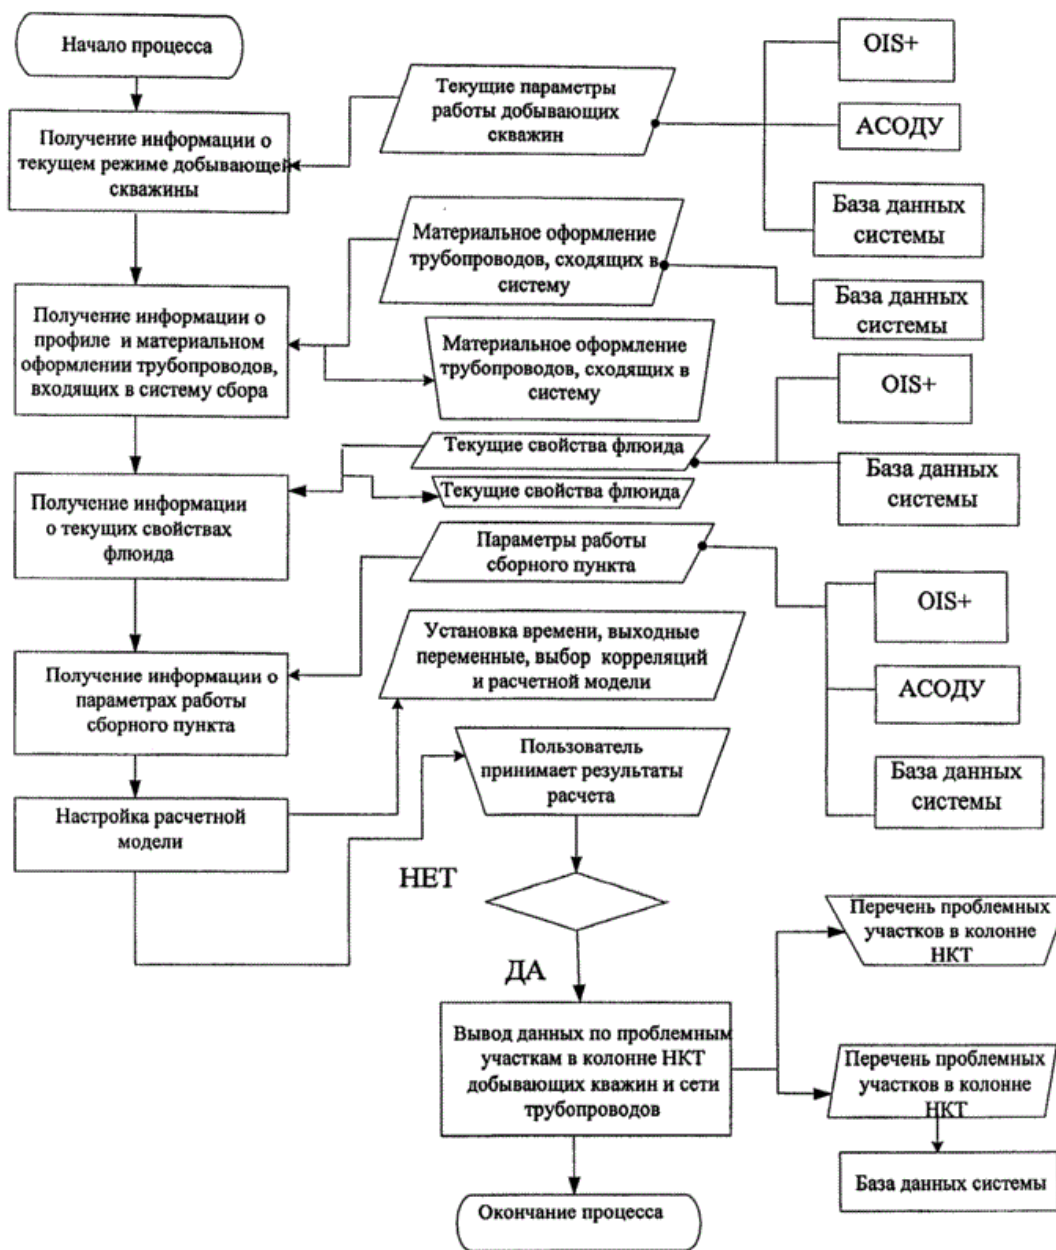 Начало процесса
Получение информации о
текущем режиме добывающей
скважины
Текущие параметры
работы добывающих
скважин
OIS+
АСОДУ
База данных
системы
Получение информации о
профиле и материальном
оформлении трубопроводов,
входящих в систему сбора
Материальное оформление
трубопроводов, сходящих в
систему
База данных
системы
Материальное оформление
трубопроводов, сходящих в
систему
OIS+
Текущие свойства флюида
База данных
системы
Текущие свойства флюида
Получение информации
о текущих свойствах
флюида
Параметры работы
сборного пункта
OIS+
АСОДУ
База данных
системы
Получение информации о
параметрах работы
сборного пункта
Установка времени, выходные
переменные, выбор корреляций
и расчетной модели
Настройка расчетной
модели
Пользователь
принимает результаты
расчета
НЕТ
ДА
Вывод данных по проблемным
участкам в колонне НКТ
добывающих кважин и сети
трубопроводов
Перечень проблемных
участков в колонне
НКТ
Перечень проблемных
участков в колонне
НКТ
База данных системы
Окончание процесса